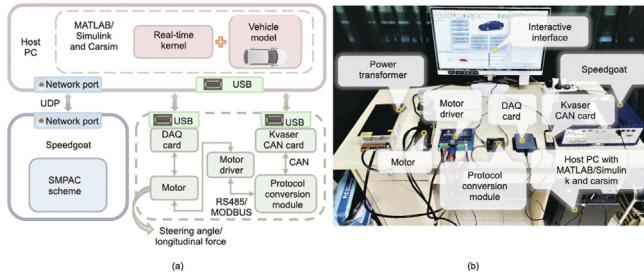 Host
PC
MATLAB/
Simulink
and Carsim
Real-time
kernel
Vehicle
model
Network port
USB
UDP
Network port
Speedgoat
SMPAC
scheme
USB
DAQ
card
USB
Kvaser
CAN card
Motor
driver
CAN
Motor
RS485/
MODBUS
Protocol
conversion
module
Steering angle/
longitudinal force
(a)
Interactive
interface
Power
transformer
Motor
driver
DAQ
card
Kvaser
CAN card
Speedgoat
Motor
Protocol
conversion
module
Host PC with
MATLAB/Simulin
k and carsim
(b)